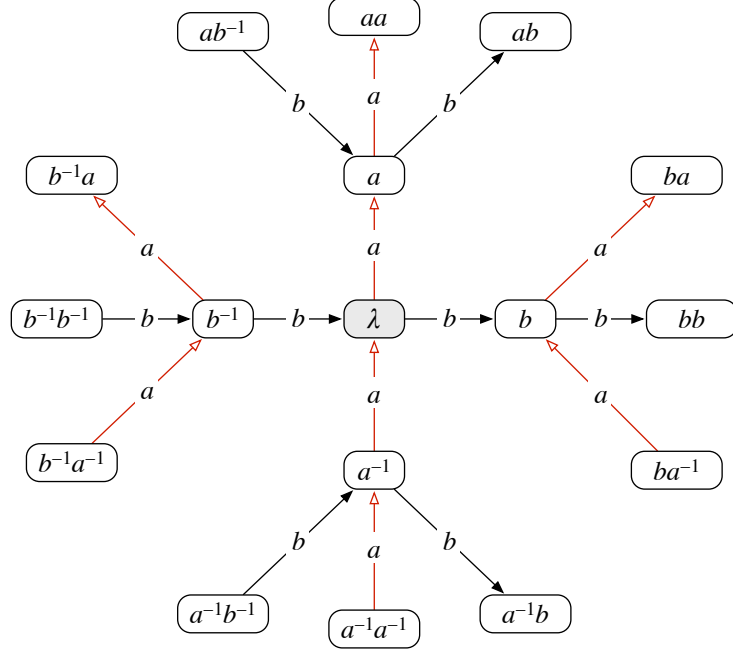 ab⁻¹ aa ab
b a b
b⁻¹a a ba
a a a
b⁻¹b⁻¹ b b⁻¹ b λ b b b bb
a a a
b⁻¹a⁻¹ a⁻¹ ba⁻¹
b a b
a⁻¹b⁻¹ a⁻¹a⁻¹ a⁻¹b